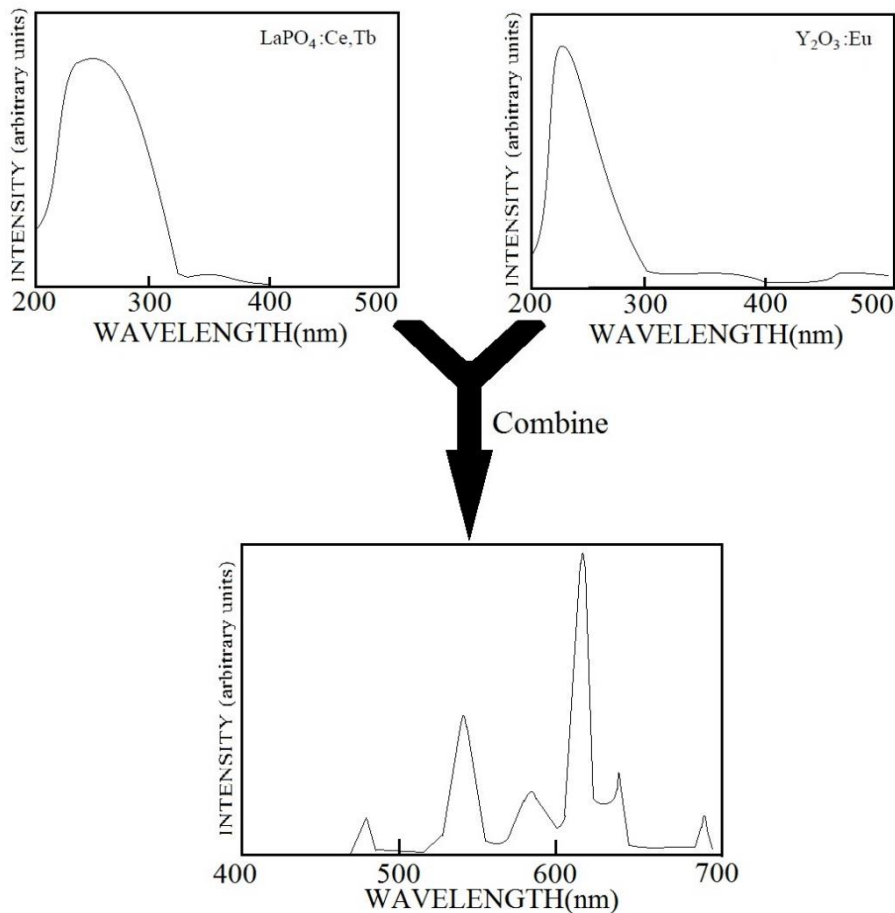 LaPO₄:Ce,Tb
INTENSITY (arbitrary units)
200 300 400 500
WAVELENGTH(nm)
Y₂O₃:Eu
INTENSITY (arbitrary units)
200 300 400 500
WAVELENGTH(nm)
Combine
INTENSITY (arbitrary units)
400 500 600 700
WAVELENGTH(nm)